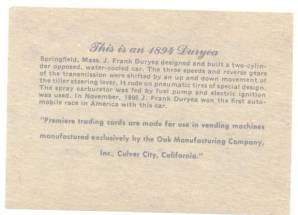 This is an 1894 Duryea
Springfield, Mass. J. Frank Duryea designed and built a two-cylin-
der opposed, water-cooled car. The three speeds and reverse gears
of the transmission were shifted by an up and down movement of
the tiller steering lever. It rode on pneumatic tires of special design.
The spray carburetor was fed by fuel pump and electric ignition
was used. In November, 1895 J. Frank Duryea won the first auto-
mobile race in America with this car.
"Premiere trading cards are made for use in vending machines
manufactured exclusively by the Oak Manufacturing Company,
Inc., Culver City, California."